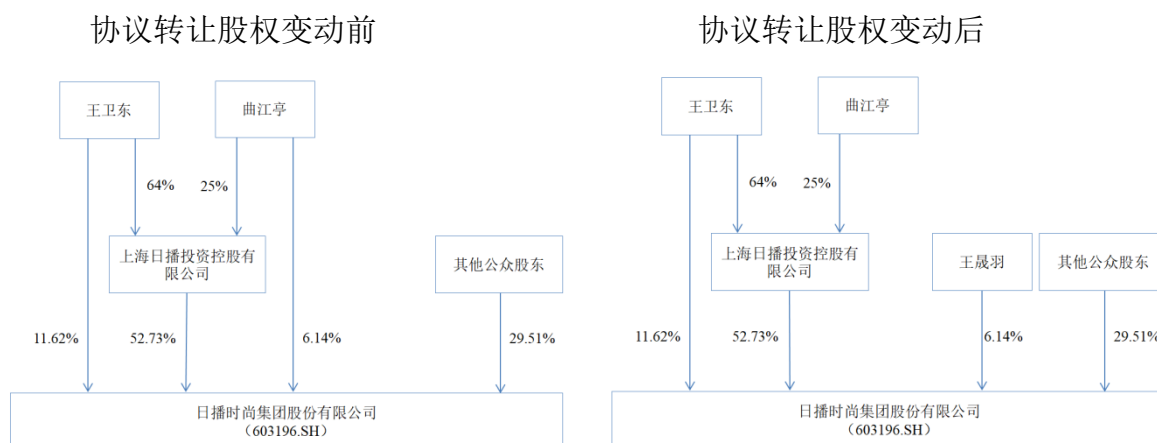 协议转让股权变动前
王卫东
曲江亭
64%
25%
上海日播投资控股有
限公司
其他公众股东
11.62%
52.73%
6.14%
29.51%
日播时尚集团股份有限公司
（603196.SH）
协议转让股权变动后
王卫东
曲江亭
64%
25%
上海日播投资控股有
限公司
王晟羽
其他公众股东
11.62%
52.73%
6.14%
29.51%
日播时尚集团股份有限公司
（603196.SH）